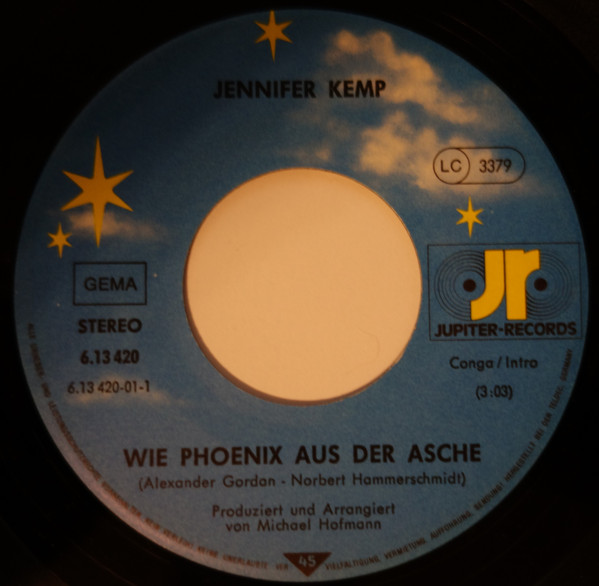 JENNIFER KEMP
LC 3379
GEMA
STEREO
6.13 420
6.13 420-01-1
jr
JUPITER-RECORDS
Conga / Intro
(3:03)
WIE PHOENIX AUS DER ASCHE
(Alexander Gordan - Norbert Hammerschmidt)
Produziert und Arrangiert
von Michael Hofmann
45